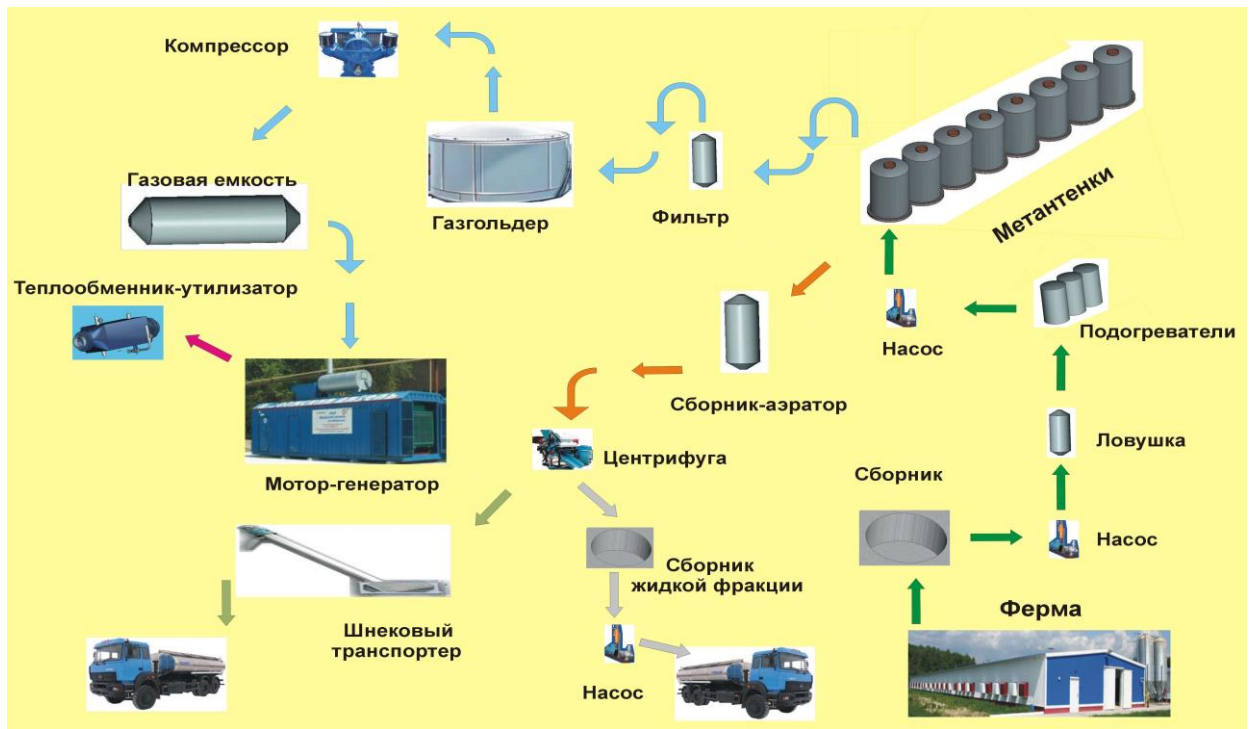 Компрессор
Газовая емкость
Газгольдер
Фильтр
Метантенки
Теплообменник-утилизатор
Насос
Подогреватели
Сборник-аэратор
Ловушка
Центрифуга
Сборник
Мотор-генератор
Насос
Сборник
жидкой фракции
Ферма
Шнековый
транспортер
Насос